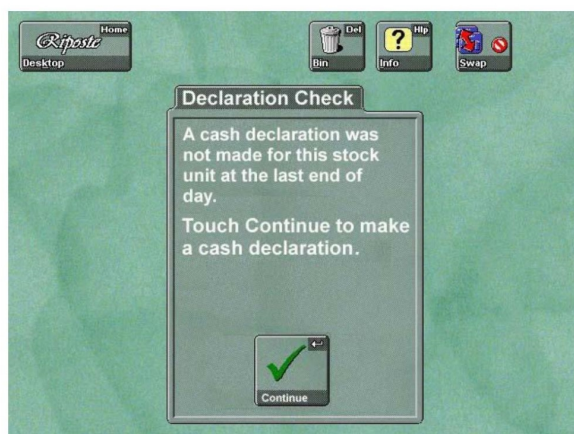 Riposte
Home
Desktop
Del
Bin
Hlp
?
Info
Swap
Declaration Check
A cash declaration was
not made for this stock
unit at the last end of
day.
Touch Continue to make
a cash declaration.
Continue